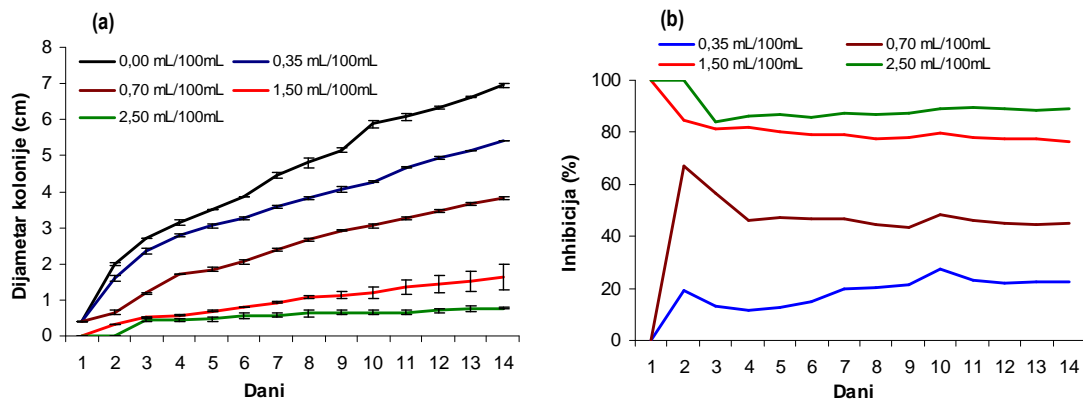 (a)
0,00 mL/100mL 0,35 mL/100mL
0,70 mL/100mL 1,50 mL/100mL
2,50 mL/100mL
Dijametar kolonije (cm)
8
7
6
5
4
3
2
1
0
1 2 3 4 5 6 7 8 9 10 11 12 13 14
Dani
(b)
0,35 mL/100mL 0,70 mL/100mL
1,50 mL/100mL 2,50 mL/100mL
Inhibicija (%)
100
80
60
40
20
0
1 2 3 4 5 6 7 8 9 10 11 12 13 14
Dani